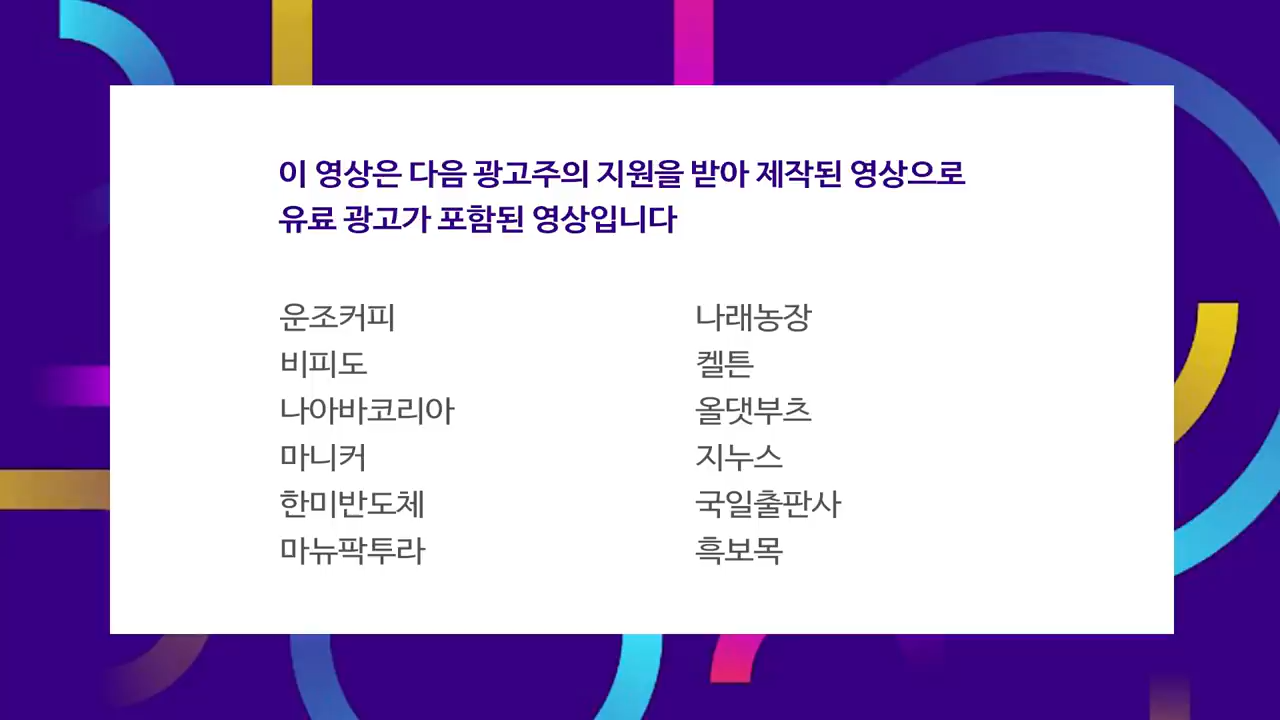 이 영상은 다음 광고주의 지원을 받아 제작된 영상으로
유료 광고가 포함된 영상입니다
운조커피
비피도
나아바코리아
마니커
한미반도체
마뉴팍투라
나래농장
켈튼
올댓부츠
지누스
국일출판사
흑보목